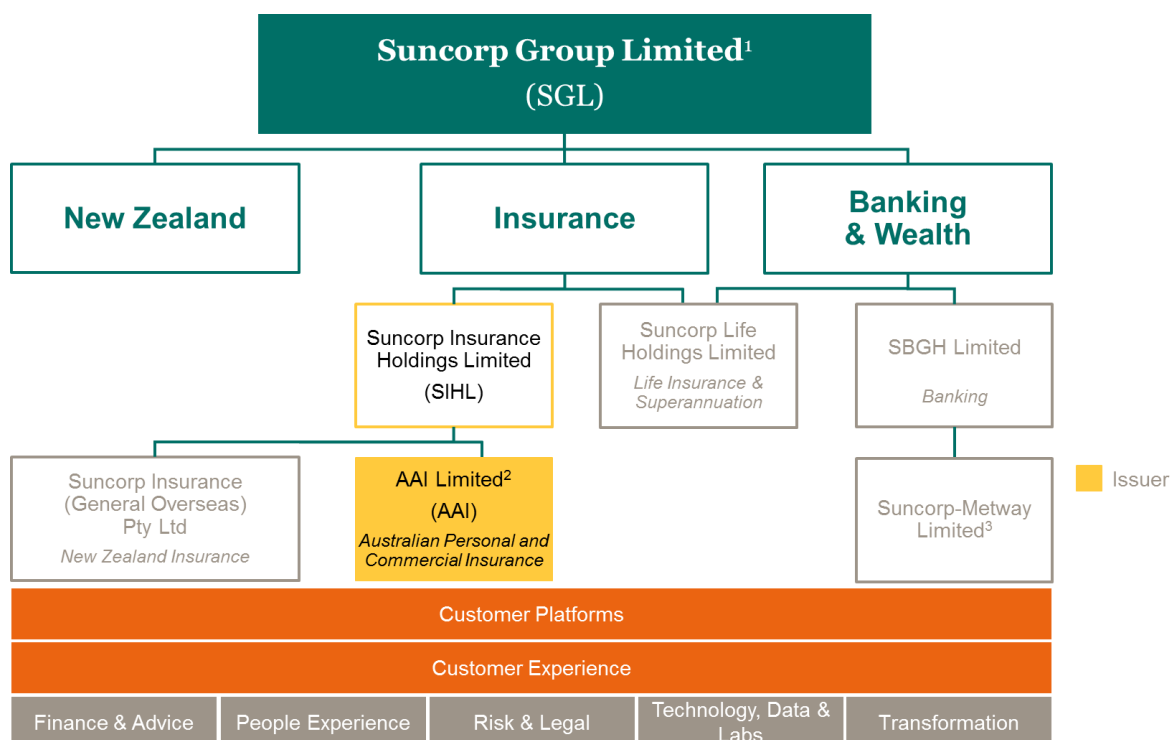 Suncorp Group Limited¹
(SGL)
New Zealand
Insurance
Banking
& Wealth
Suncorp Insurance
Holdings Limited
(SIHL)
Suncorp Life
Holdings Limited
Life Insurance &
Superannuation
SBGH Limited
Banking
Suncorp Insurance
(General Overseas)
Pty Ltd
New Zealand Insurance
AAI Limited²
(AAI)
Australian Personal and
Commercial Insurance
Suncorp-Metway
Limited³
Issuer
Customer Platforms
Customer Experience
Finance & Advice
People Experience
Risk & Legal
Technology, Data &
Labs
Transformation